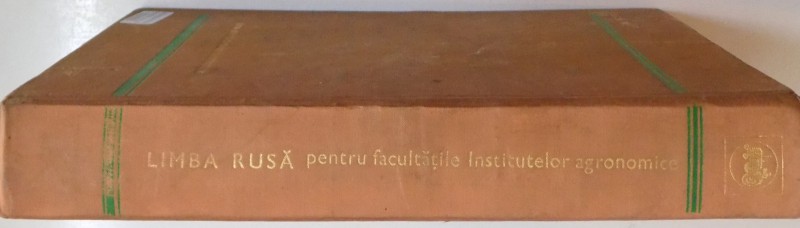 LIMBA RUSĂ pentru facultățile Institutelor agronomice